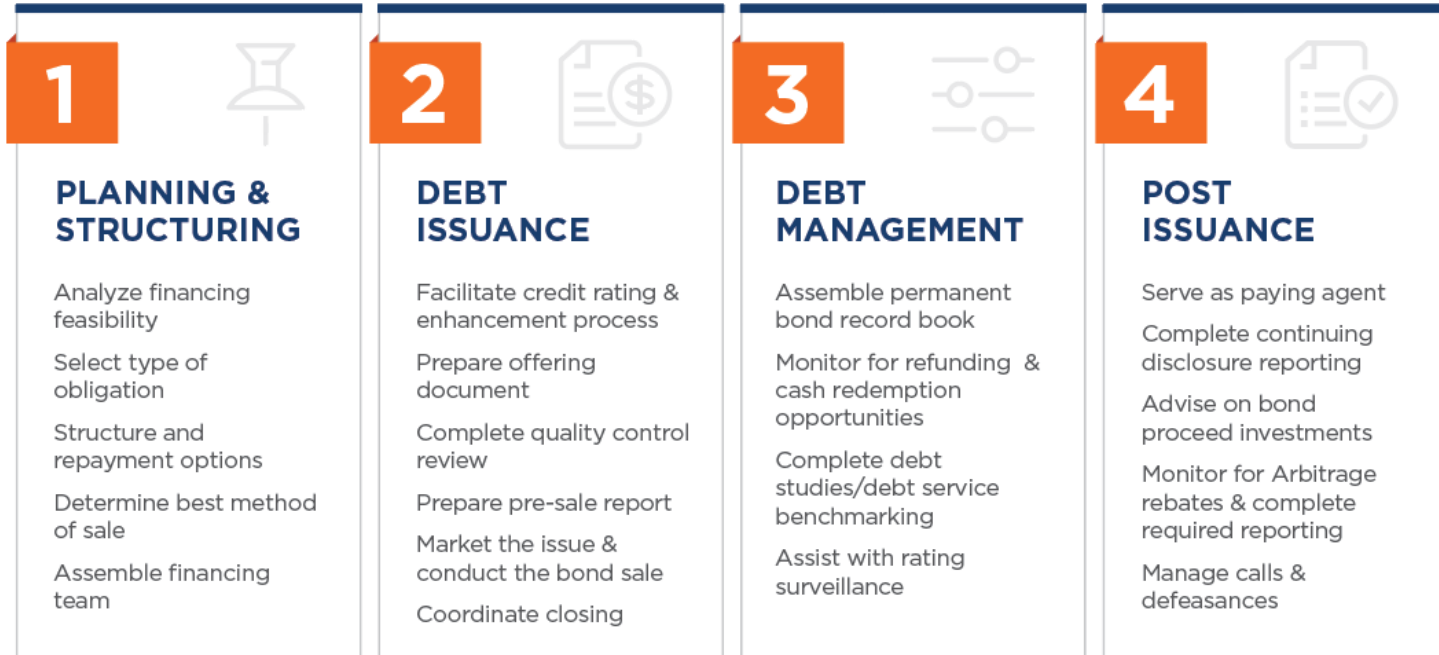 1
PLANNING &
STRUCTURING
Analyze financing
feasibility
Select type of
obligation
Structure and
repayment options
Determine best method
of sale
Assemble financing
team
2
$
DEBT
ISSUANCE
Facilitate credit rating &
enhancement process
Prepare offering
document
Complete quality control
review
Prepare pre-sale report
Market the issue &
conduct the bond sale
Coordinate closing
3
DEBT
MANAGEMENT
Assemble permanent
bond record book
Monitor for refunding &
cash redemption
opportunities
Complete debt
studies/debt service
benchmarking
Assist with rating
surveillance
4
POST
ISSUANCE
Serve as paying agent
Complete continuing
disclosure reporting
Advise on bond
proceed investments
Monitor for Arbitrage
rebates & complete
required reporting
Manage calls &
defeasances